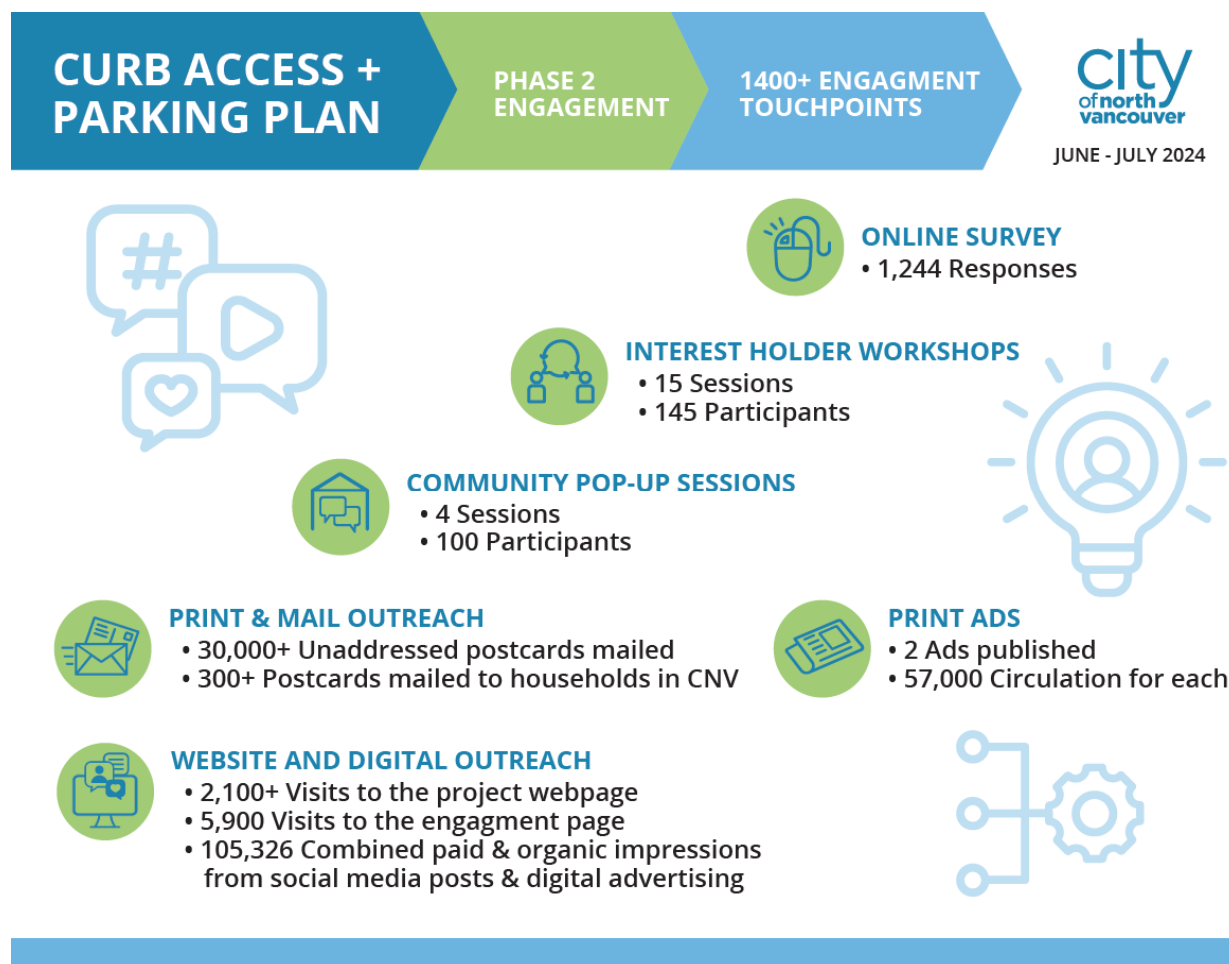 CURB ACCESS +
PARKING PLAN
PHASE 2
ENGAGEMENT
1400+ ENGAGMENT
TOUCHPOINTS
city
of north
vancouver
JUNE - JULY 2024
#
ONLINE SURVEY
• 1,244 Responses
INTEREST HOLDER WORKSHOPS
• 15 Sessions
• 145 Participants
COMMUNITY POP-UP SESSIONS
• 4 Sessions
• 100 Participants
PRINT & MAIL OUTREACH
• 30,000+ Unaddressed postcards mailed
• 300+ Postcards mailed to households in CNV
PRINT ADS
• 2 Ads published
• 57,000 Circulation for each
WEBSITE AND DIGITAL OUTREACH
• 2,100+ Visits to the project webpage
• 5,900 Visits to the engagment page
• 105,326 Combined paid & organic impressions
from social media posts & digital advertising